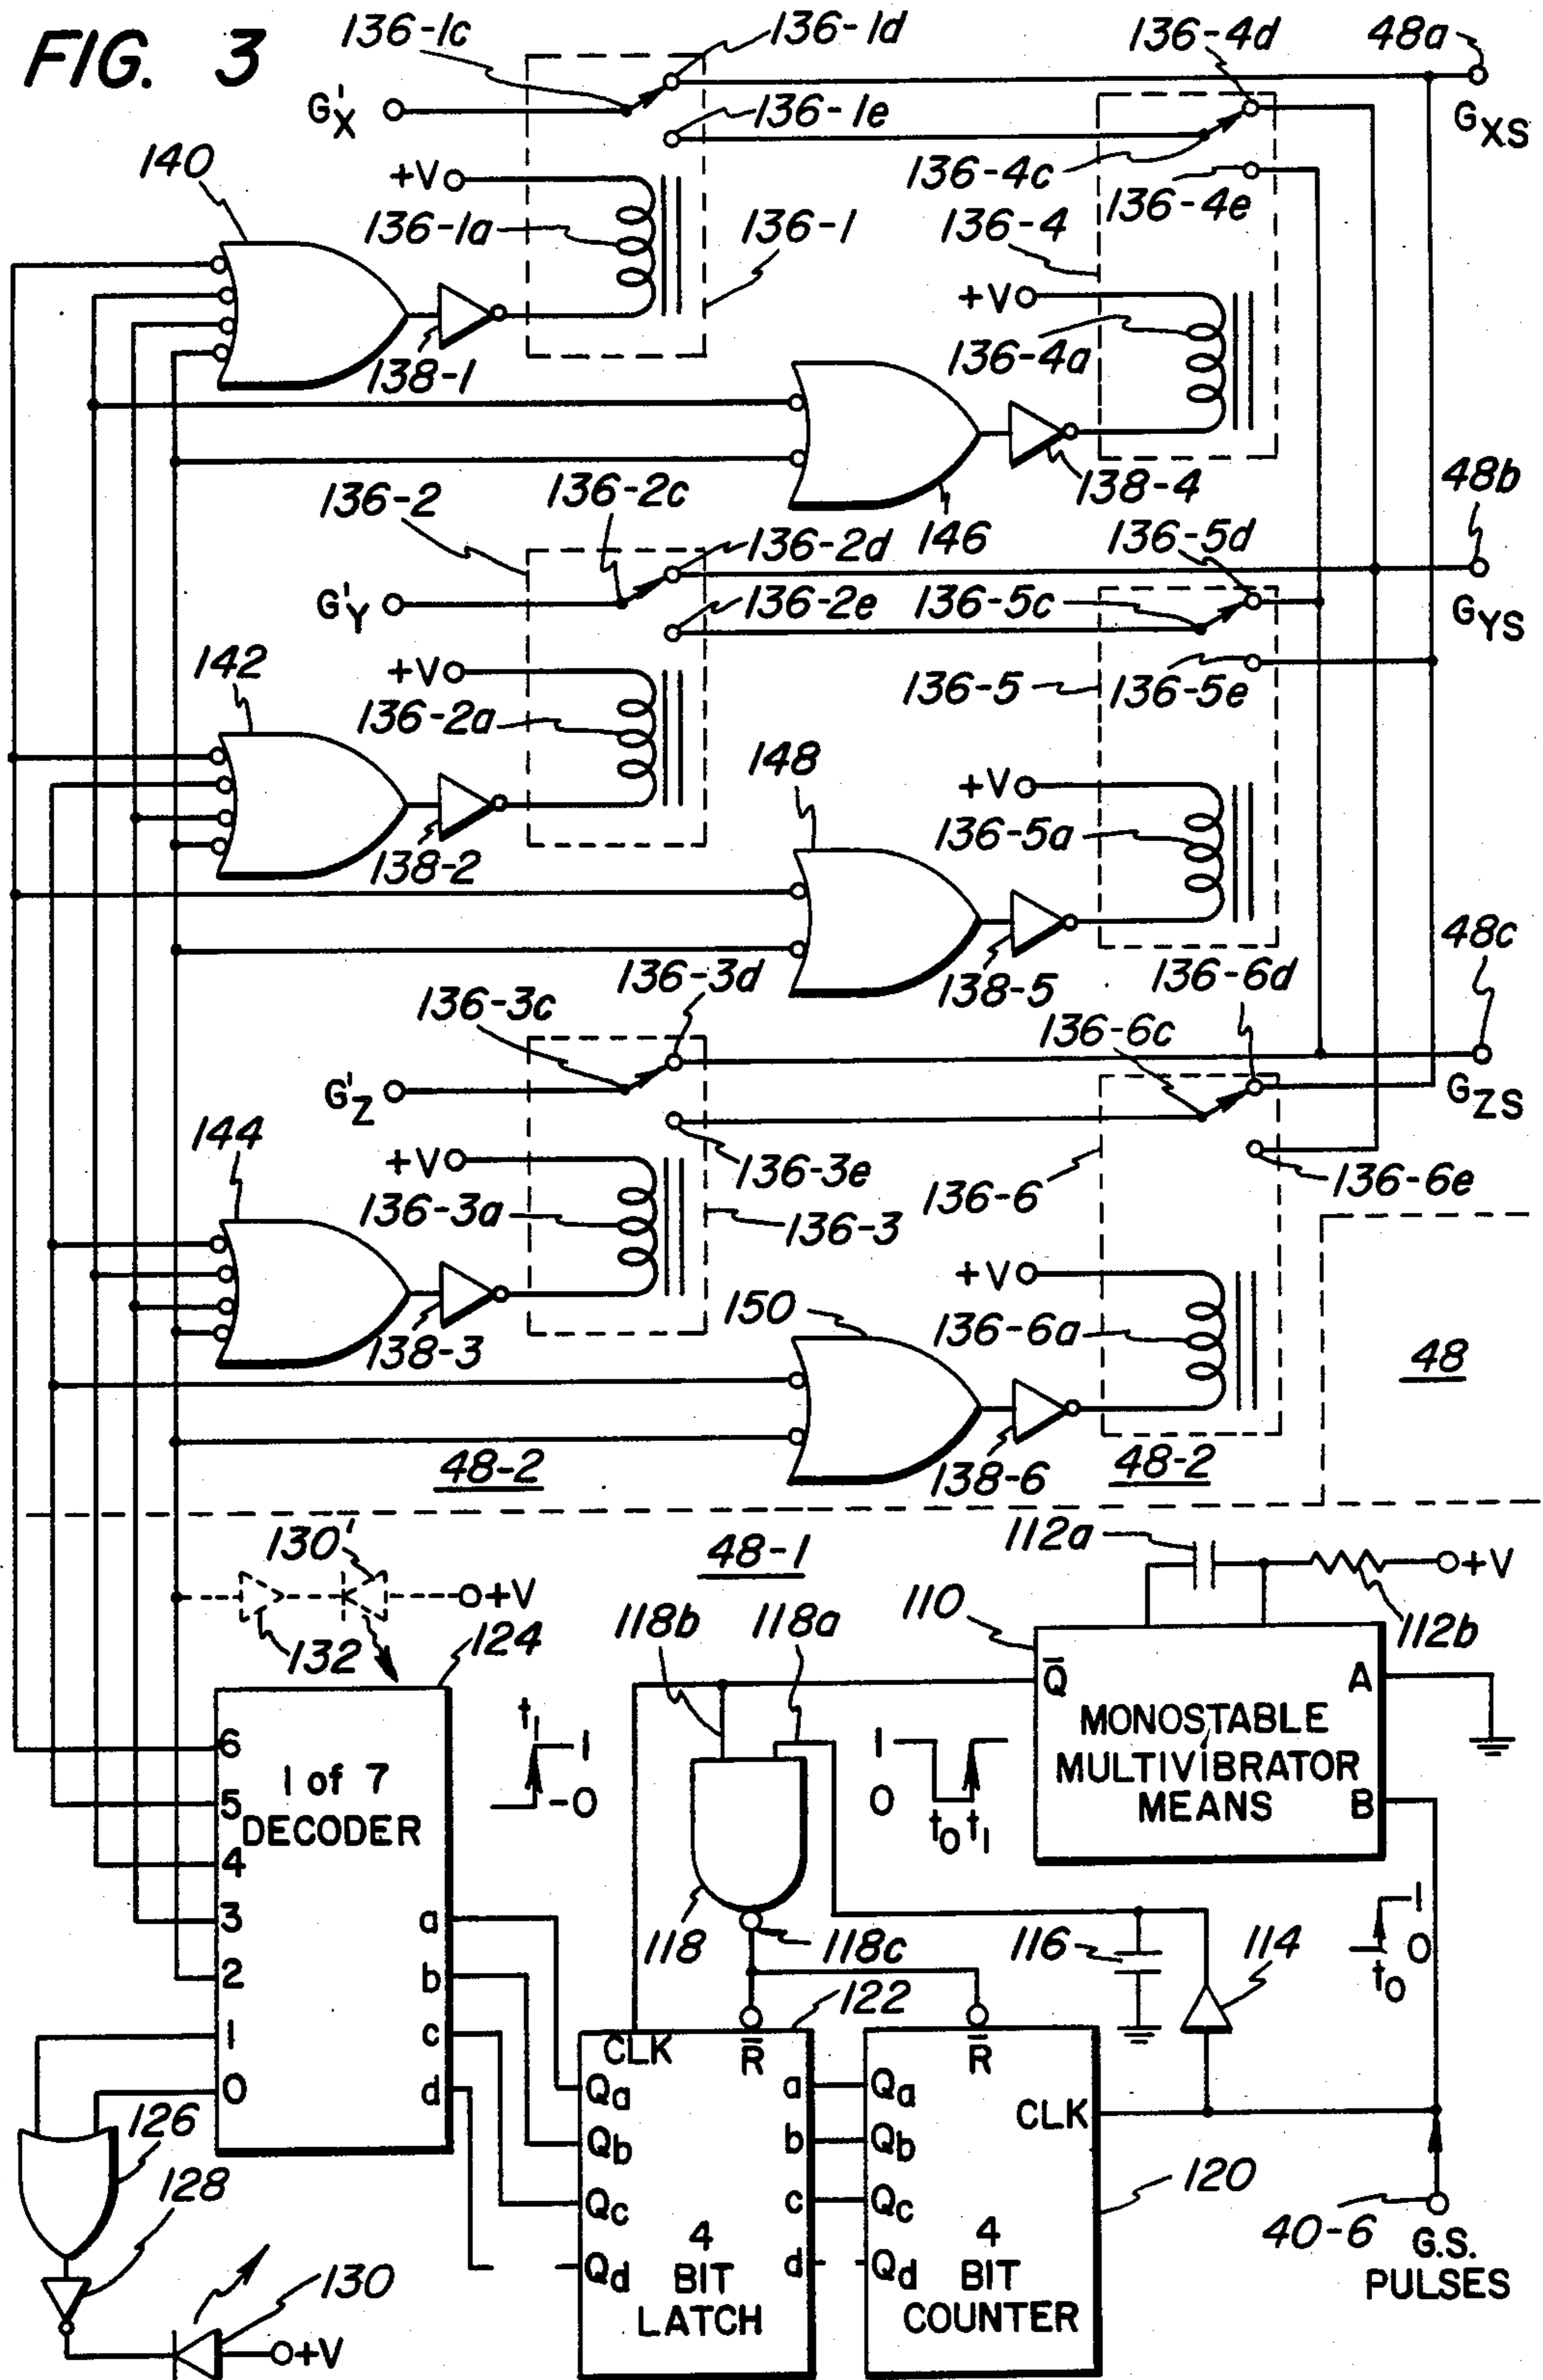 FIG. 3
136-1c
136-1d
136-4d
48a
G'X
136-1e
GXS
140
+V
136-4c
136-4e
136-1a
136-1
136-4
+V
138-1
136-4a
138-4
136-2
136-2c
136-2d
146
136-5d
48b
G'Y
136-2e
136-5c
GYS
142
+V
136-5
136-5e
136-2a
148
+V
138-2
136-5a
48c
136-3c
136-3d
138-5
136-6d
136-6c
G'Z
GZS
144
+V
136-3e
136-6
136-6e
136-3a
136-3
+V
150
136-6a
48
138-3
48-2
138-6
48-2
130'
48-1
112a
+V
+V
132
124
118b
118a
110
112b
t1
Q̅
A
6
1 of 7
DECODER
1
0
1
0
t0 t1
MONOSTABLE
MULTIVIBRATOR
MEANS
B
5
4
3
a
118
118c
116
114
1
0
t0
2
b
122
1
c
CLK
R̅
R̅
0
d
Qa
a
Qa
CLK
126
Qb
b
Qb
128
Qc
c
Qc
120
4
4
40-6
G.S.
PULSES
130
Qd
d
Qd
BIT
LATCH
BIT
COUNTER
+V